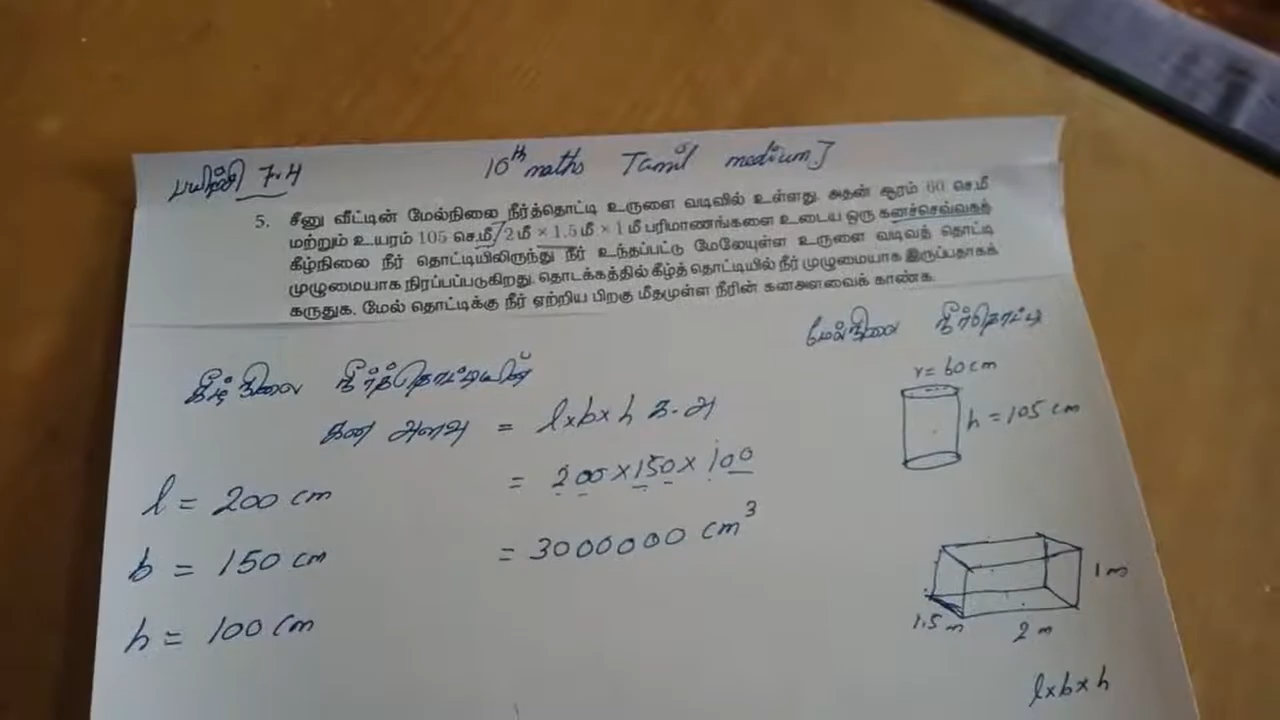 பயிற்சி 7.4
10th maths Tamil medium]
5. சீனு வீட்டின் மேல்நிலை நீர்த்தொட்டி உருளை வடிவில் உள்ளது. அதன் ஆரம் 60 செ.மீ
மற்றும் உயரம் 105 செ.மீ. 2 மீ × 1.5 மீ × 1 மீ பரிமாணங்களை உடைய ஒரு கனச்செவ்வகத்
கீழ்நிலை நீர் தொட்டியிலிருந்து நீர் உந்தப்பட்டு மேலேயுள்ள உருளை வடிவத் தொட்டி
முழுமையாக நிரப்பப்படுகிறது. தொடக்கத்தில் கீழ்த் தொட்டியில் நீர் முழுமையாக இருப்பதாகக்
கருதுக. மேல் தொட்டிக்கு நீர் ஏற்றிய பிறகு மீதமுள்ள நீரின் கனஅளவைக் காண்க.
மேல்நிலை நீர்தொட்டி
r = 60 cm
h = 105 cm
கீழ்நிலை நீர்த்தொட்டியின்
கன அளவு = l×b×h க.அ
= 200×150×100
= 3000000 cm³
l = 200 cm
b = 150 cm
h = 100 cm
1 m
1.5 m
2 m
l×b×h